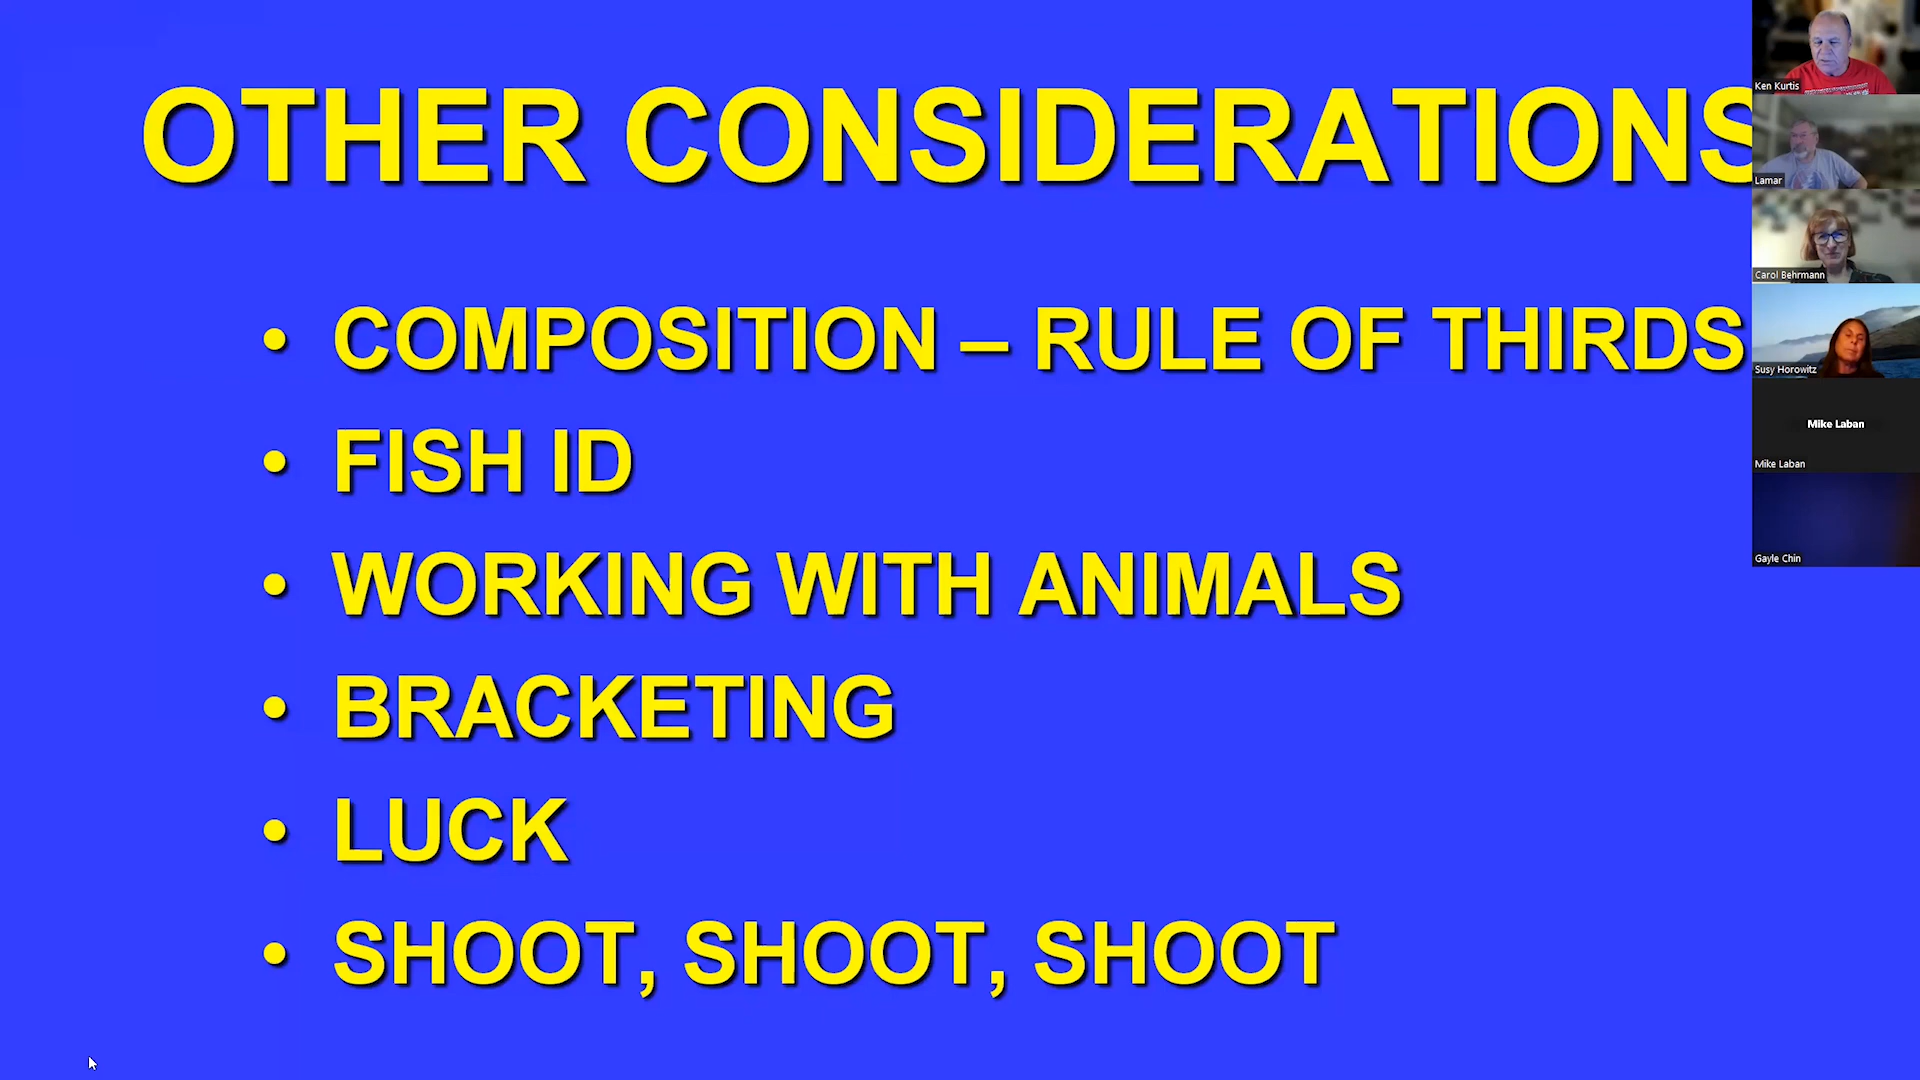 OTHER CONSIDERATIONS
• COMPOSITION – RULE OF THIRDS
• FISH ID
• WORKING WITH ANIMALS
• BRACKETING
• LUCK
• SHOOT, SHOOT, SHOOT
Ken Kurtis
Lamar
Carol Behrmann
Susy Horowitz
Mike Laban
Mike Laban
Gayle Chin